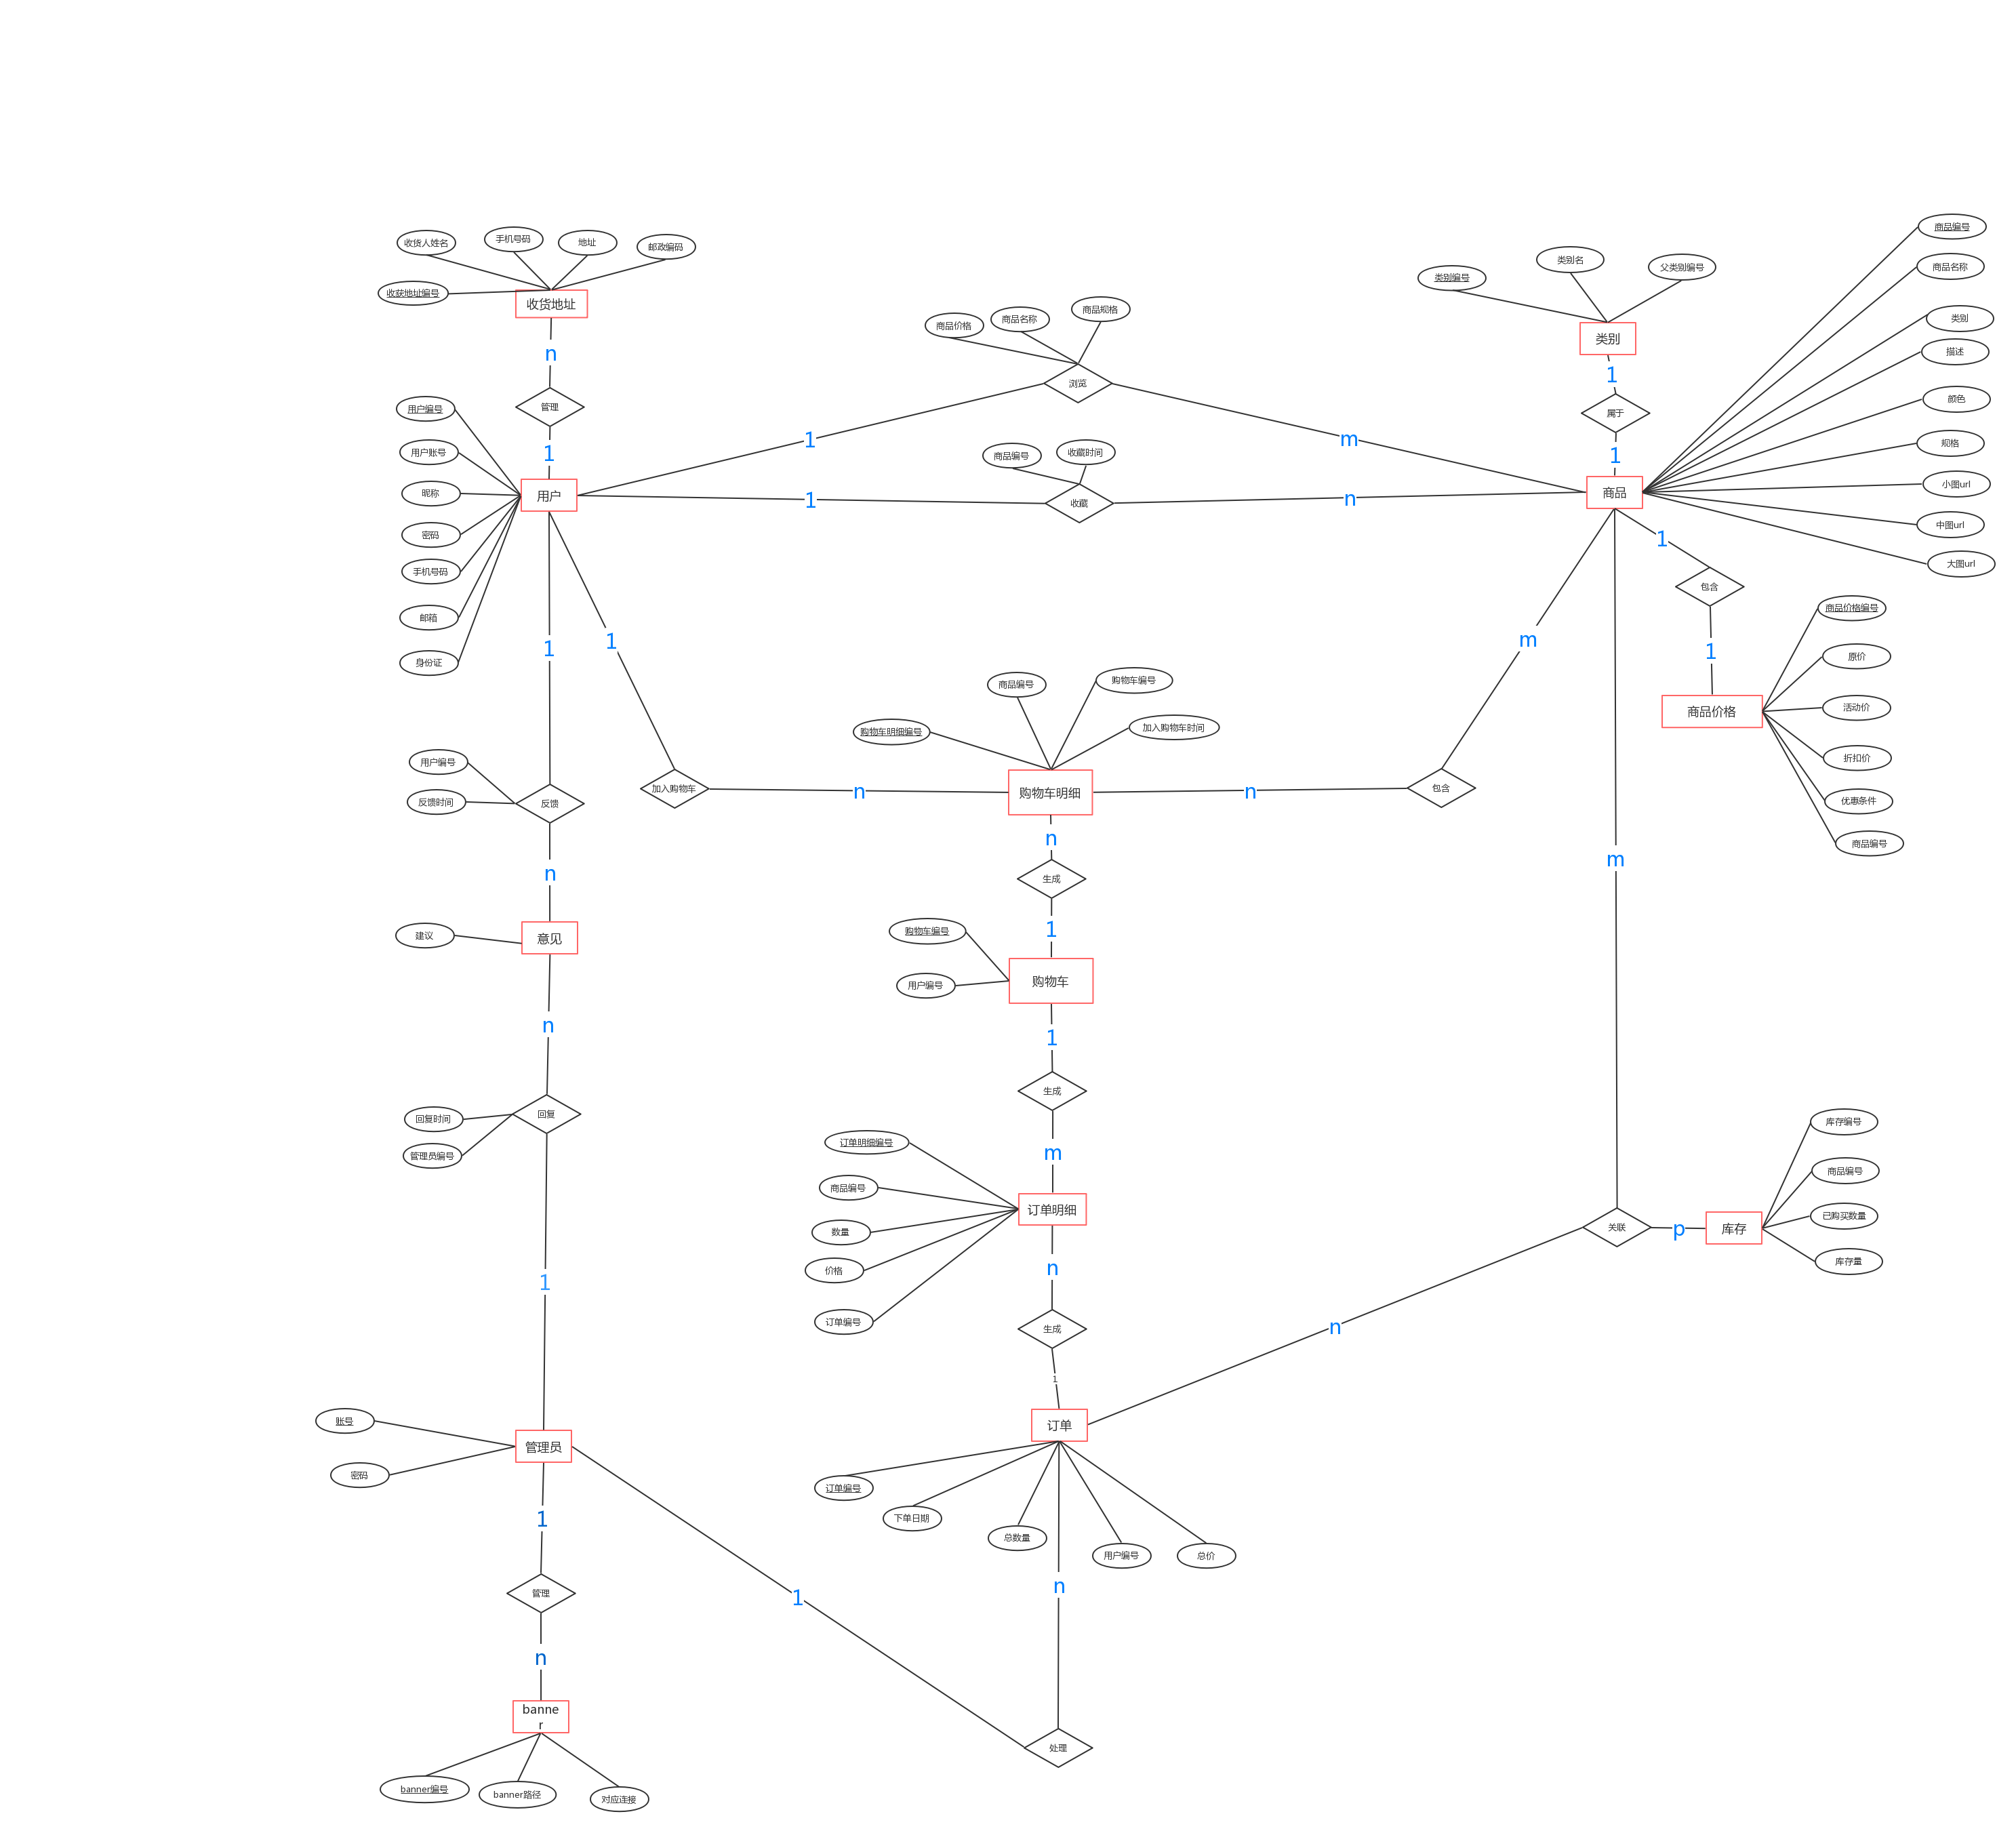 商品编号
收货人姓名
手机号码
地址
邮政编码
类别名
父类别编号
商品名称
类别编号
收获地址编号
收货地址
商品价格
商品名称
商品规格
类别
类别
描述
n
1
浏览
管理
用户编号
属于
颜色
1
m
用户账号
1
商品编号
收藏时间
1
规格
昵称
用户
1
收藏
n
商品
小图url
密码
1
中图url
手机号码
包含
大图url
邮箱
商品价格编号
1
1
m
1
原价
身份证
商品编号
购物车编号
商品价格
活动价
购物车明细编号
加入购物车时间
用户编号
折扣价
反馈时间
反馈
加入购物车
n
购物车明细
n
包含
优惠条件
n
商品编号
n
生成
m
建议
意见
购物车编号
1
用户编号
购物车
n
1
回复时间
回复
生成
库存编号
管理员编号
订单明细编号
m
商品编号
商品编号
订单明细
已购买数量
数量
关联
p
库存
价格
n
库存量
1
订单编号
生成
n
1
账号
管理员
订单
密码
订单编号
1
下单日期
总数量
用户编号
总价
管理
1
n
n
banne
r
处理
banner编号
banner路径
对应连接